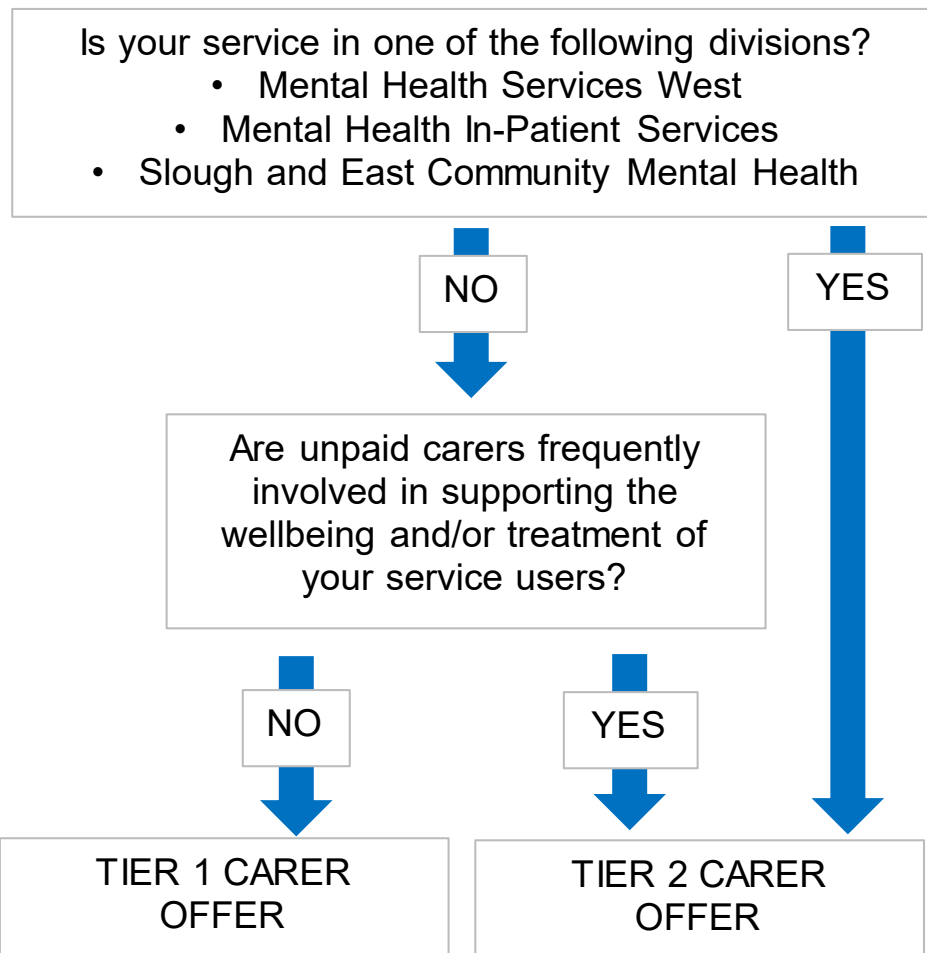 Is your service in one of the following divisions?
• Mental Health Services West
• Mental Health In-Patient Services
• Slough and East Community Mental Health
NO
YES
Are unpaid carers frequently
involved in supporting the
wellbeing and/or treatment of
your service users?
NO
YES
TIER 1 CARER
OFFER
TIER 2 CARER
OFFER